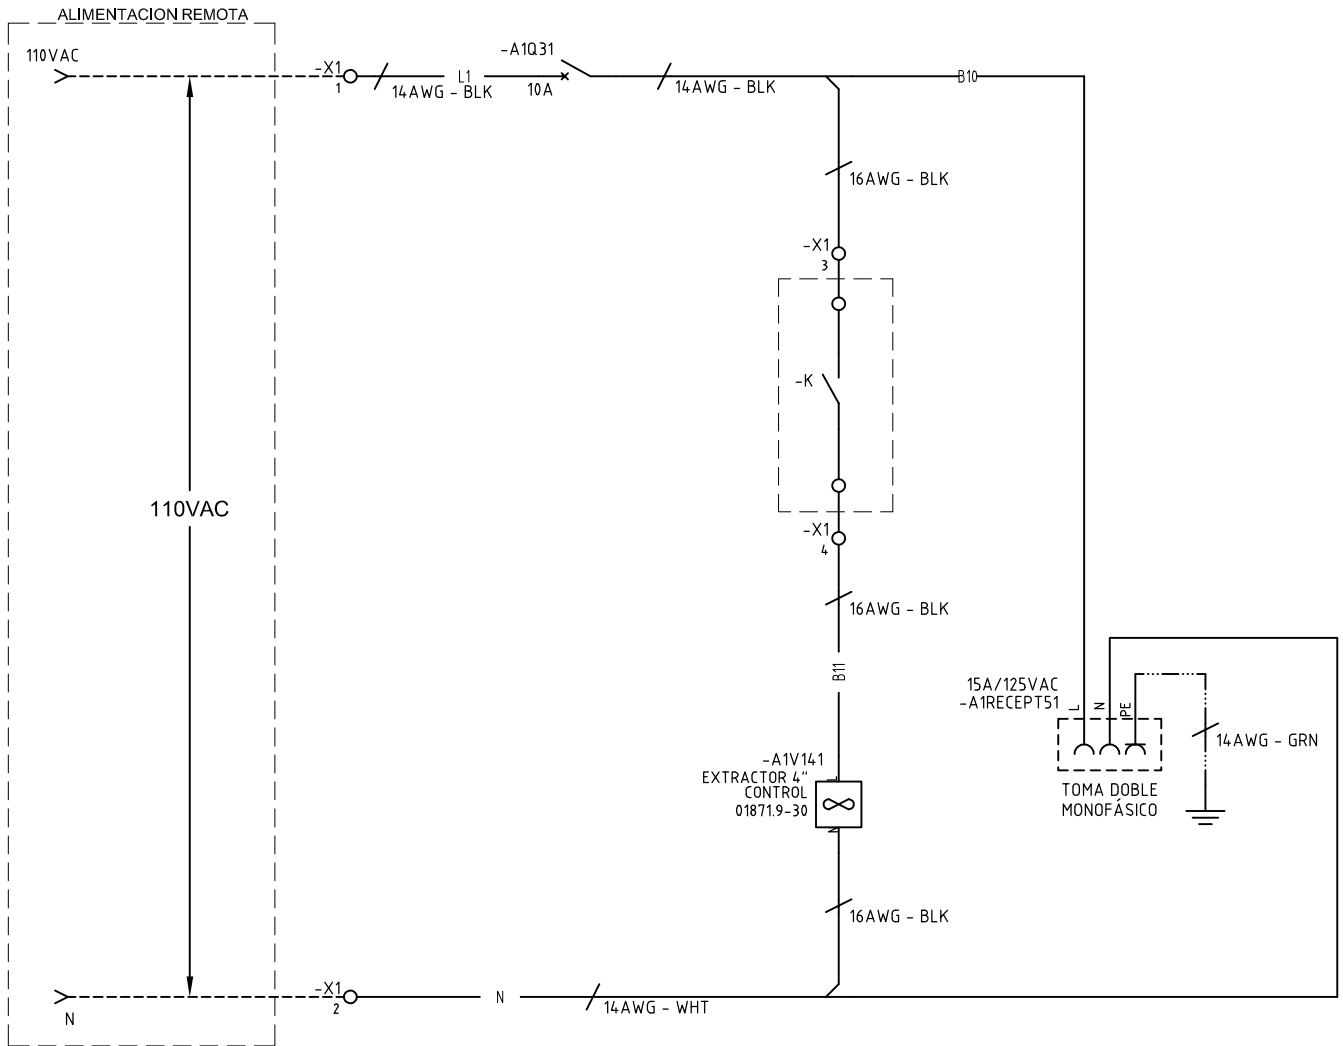 ALIMENTACION REMOTA
110VAC
-X1
1
14AWG - BLK
L1
-A1Q31
10A
14AWG - BLK
B10
16AWG - BLK
-X1
3
-K
110VAC
-X1
4
16AWG - BLK
B11
15A/125VAC
-A1RECEPT51
L
N
PE
14AWG - GRN
TOMA DOBLE
MONOFÁSICO
-A1V141
EXTRACTOR 4"
CONTROL
01871.9-30
L
N
16AWG - BLK
-X1
2
N
N
14AWG - WHT